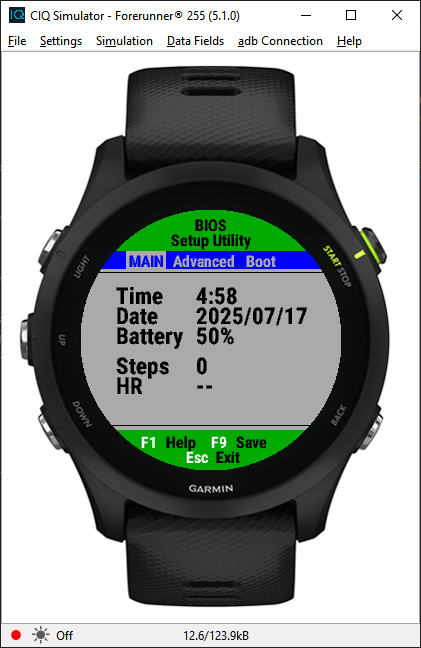 CIQ Simulator - Forerunner® 255 (5.1.0)
File Settings Simulation Data Fields adb Connection Help
BIOS
Setup Utility
MAIN Advanced Boot
LIGHT
START STOP
Time 4:58
Date 2025/07/17
Battery 50%
UP
Steps 0
HR --
DOWN
BACK
F1 Help F9 Save
Esc Exit
GARMIN
Off 12.6/123.9kB